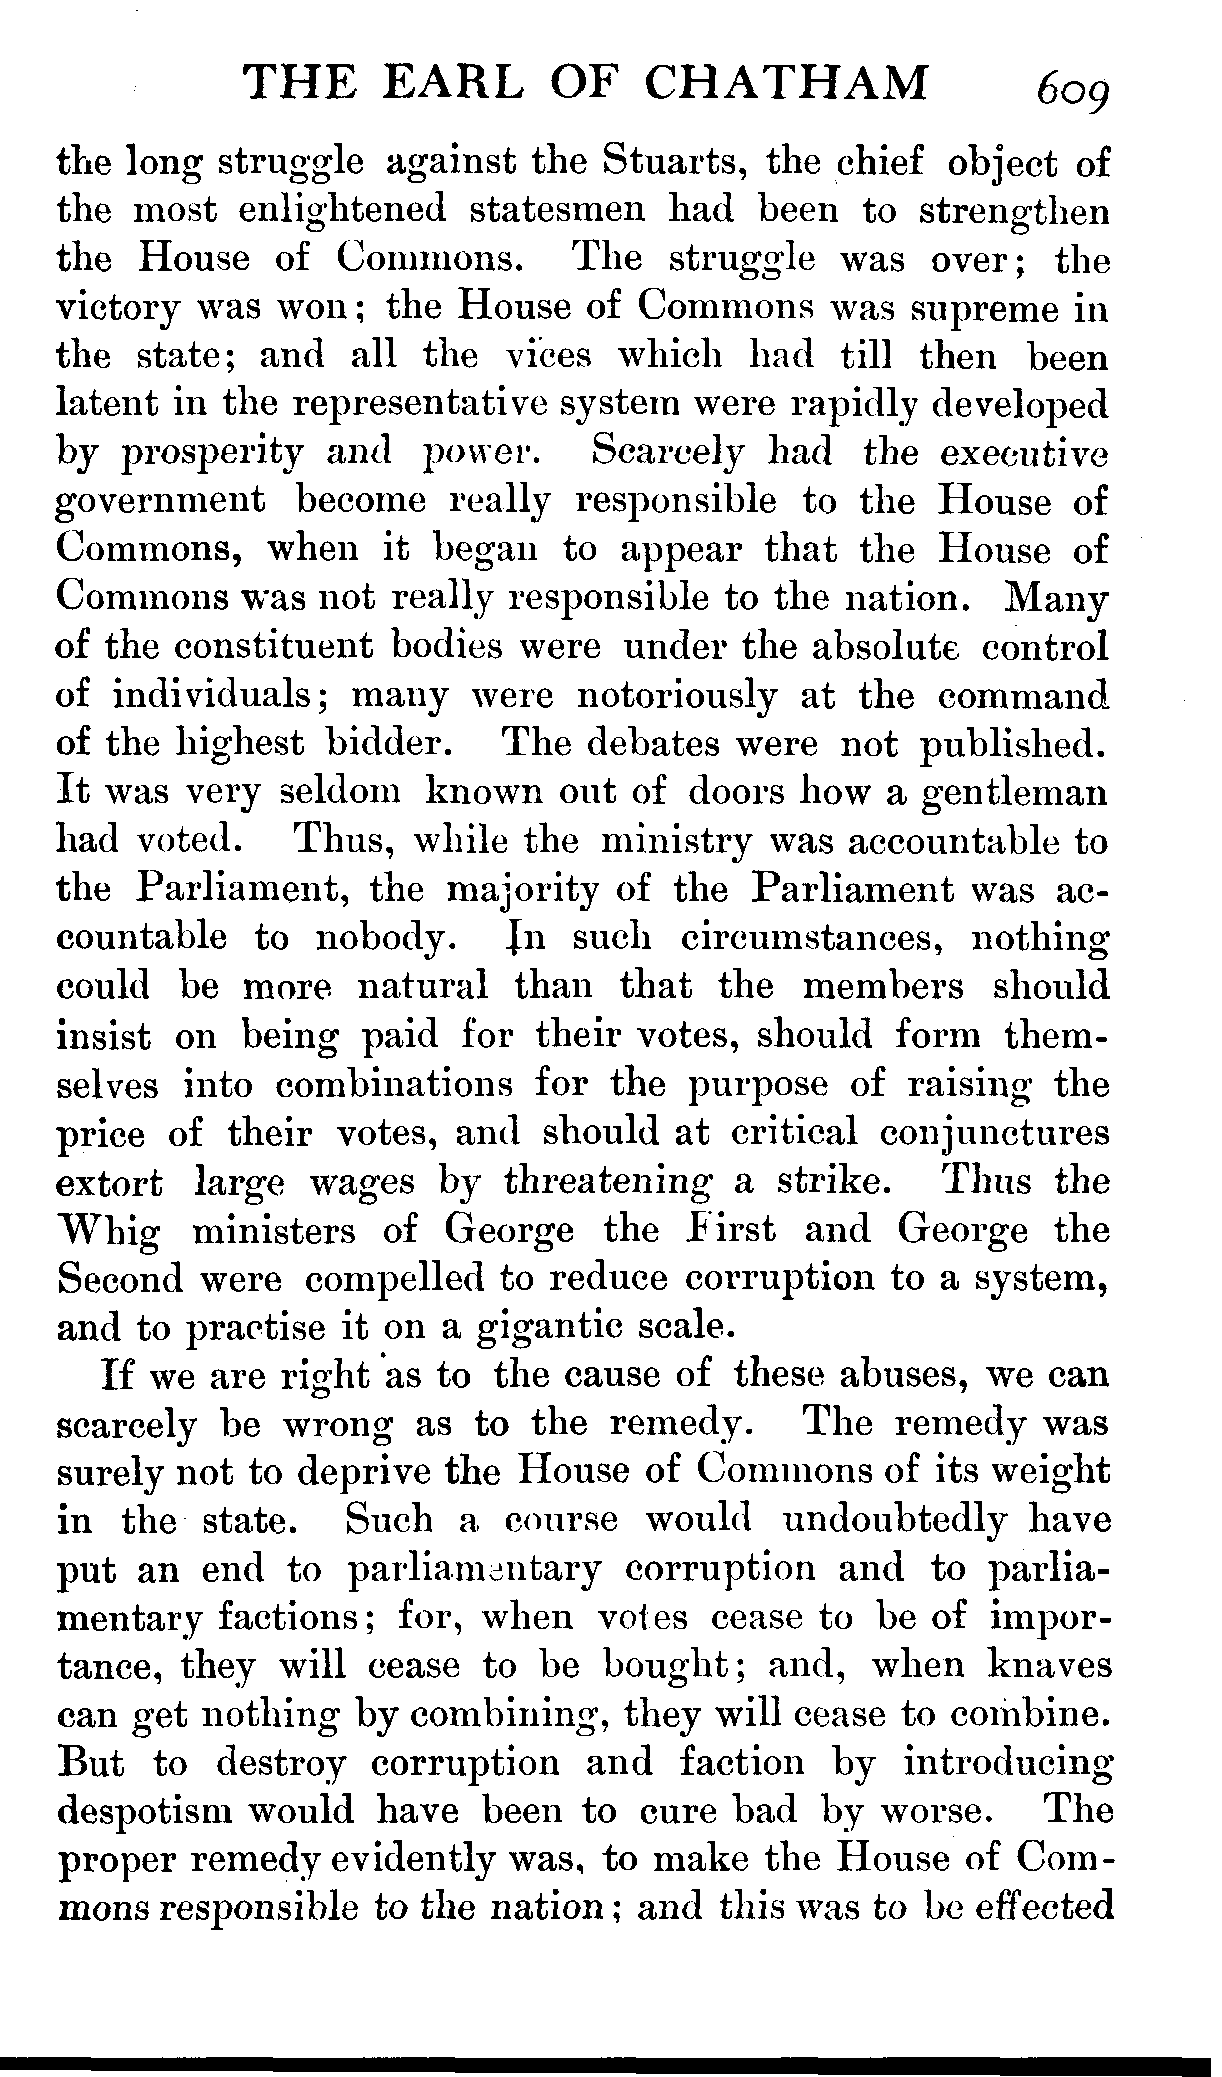 THE EARL OF CHATHAM 609
the long struggle against the Stuarts, the chief object of
the most enlightened statesmen had been to strengthen
the House of Commons. The struggle was over; the
victory was won; the House of Commons was supreme in
the state; and all the vices which had till then been
latent in the representative system were rapidly developed
by prosperity and power. Scarcely had the executive
government become really responsible to the House of
Commons, when it began to appear that the House of
Commons was not really responsible to the nation. Many
of the constituent bodies were under the absolute control
of individuals; many were notoriously at the command
of the highest bidder. The debates were not published.
It was very seldom known out of doors how a gentleman
had voted. Thus, while the ministry was accountable to
the Parliament, the majority of the Parliament was ac-
countable to nobody. In such circumstances, nothing
could be more natural than that the members should
insist on being paid for their votes, should form them-
selves into combinations for the purpose of raising the
price of their votes, and should at critical conjunctures
extort large wages by threatening a strike. Thus the
Whig ministers of George the First and George the
Second were compelled to reduce corruption to a system,
and to practise it on a gigantic scale.
If we are right as to the cause of these abuses, we can
scarcely be wrong as to the remedy. The remedy was
surely not to deprive the House of Commons of its weight
in the state. Such a course would undoubtedly have
put an end to parliamentary corruption and to parlia-
mentary factions; for, when votes cease to be of impor-
tance, they will cease to be bought; and, when knaves
can get nothing by combining, they will cease to combine.
But to destroy corruption and faction by introducing
despotism would have been to cure bad by worse. The
proper remedy evidently was, to make the House of Com-
mons responsible to the nation; and this was to be effected